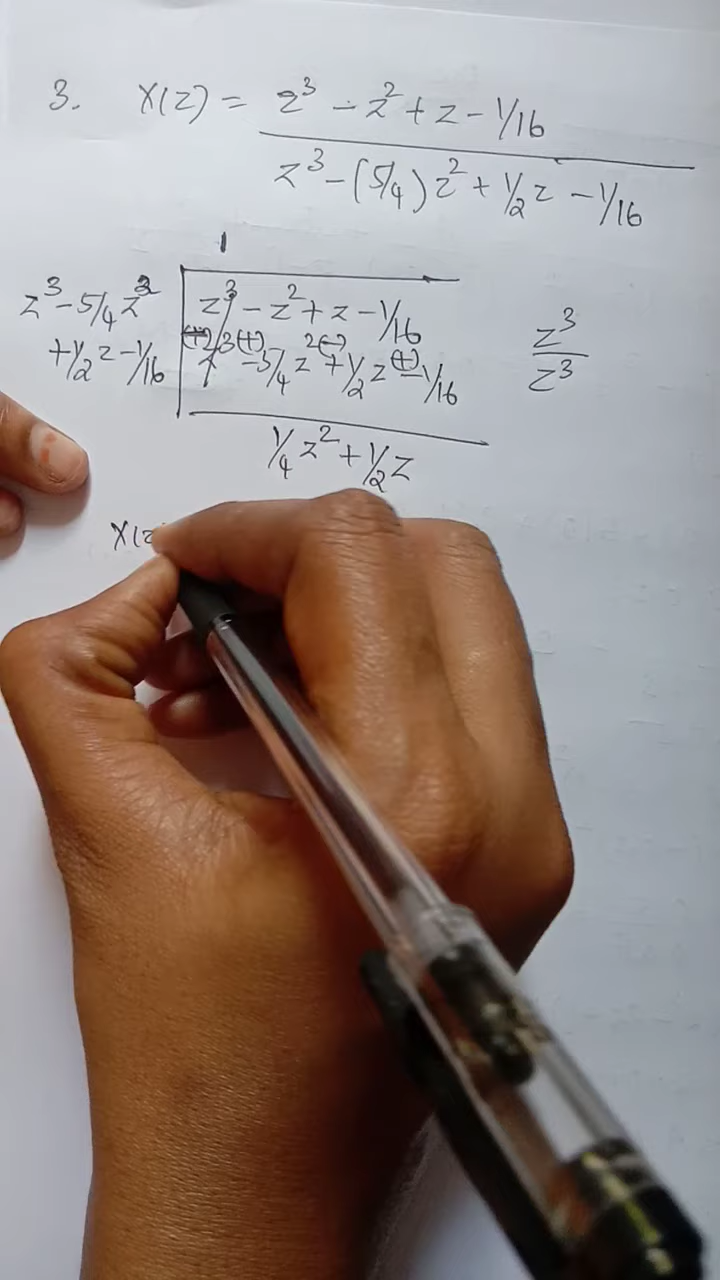 3. X(z) = z³ - z² + z - 1/16
z³ - (5/4) z² + 1/2 z - 1/16
1
z³ - 5/4 z² z³ - z² + z - 1/16
+ 1/2 z - 1/16 (-) z³ (+) - 5/4 z² (-) + 1/2 z (+) - 1/16
z³
z³
1/4 z² + 1/2 z
X(z